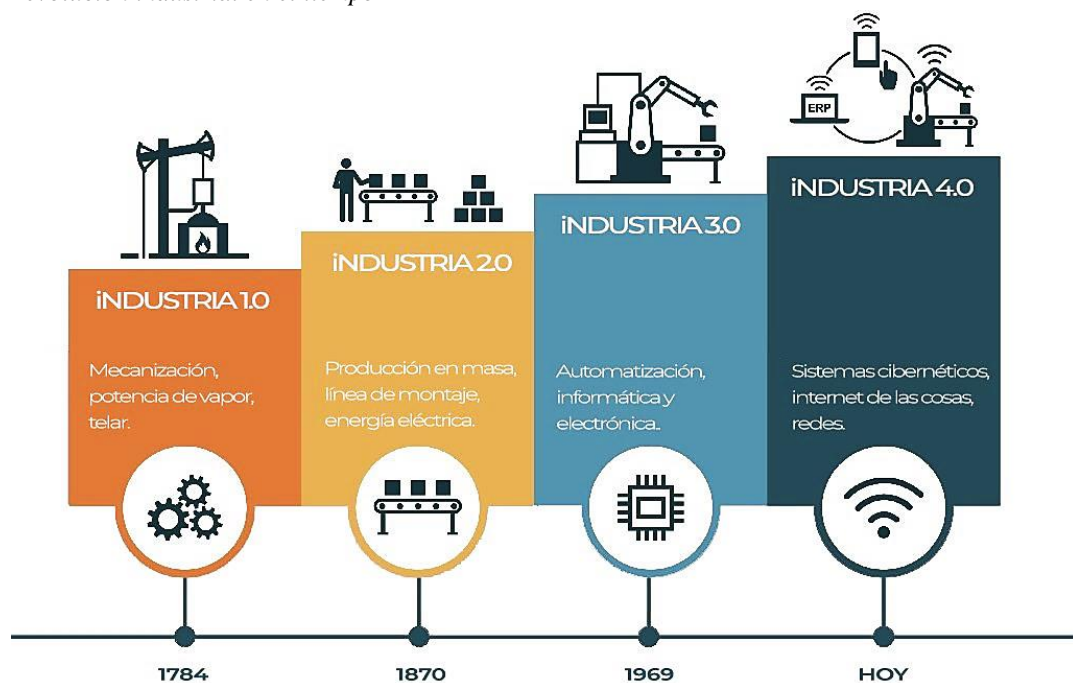 ERP
iNDUSTRIA 4.0
iNDUSTRIA 3.0
iNDUSTRIA 2.0
iNDUSTRIA 1.0
Mecanización,
potencia de vapor,
telar.
Producción en masa,
línea de montaje,
energía eléctrica.
Automatización,
informática y
electrónica.
Sistemas cibernéticos,
internet de las cosas,
redes.
1784
1870
1969
HOY